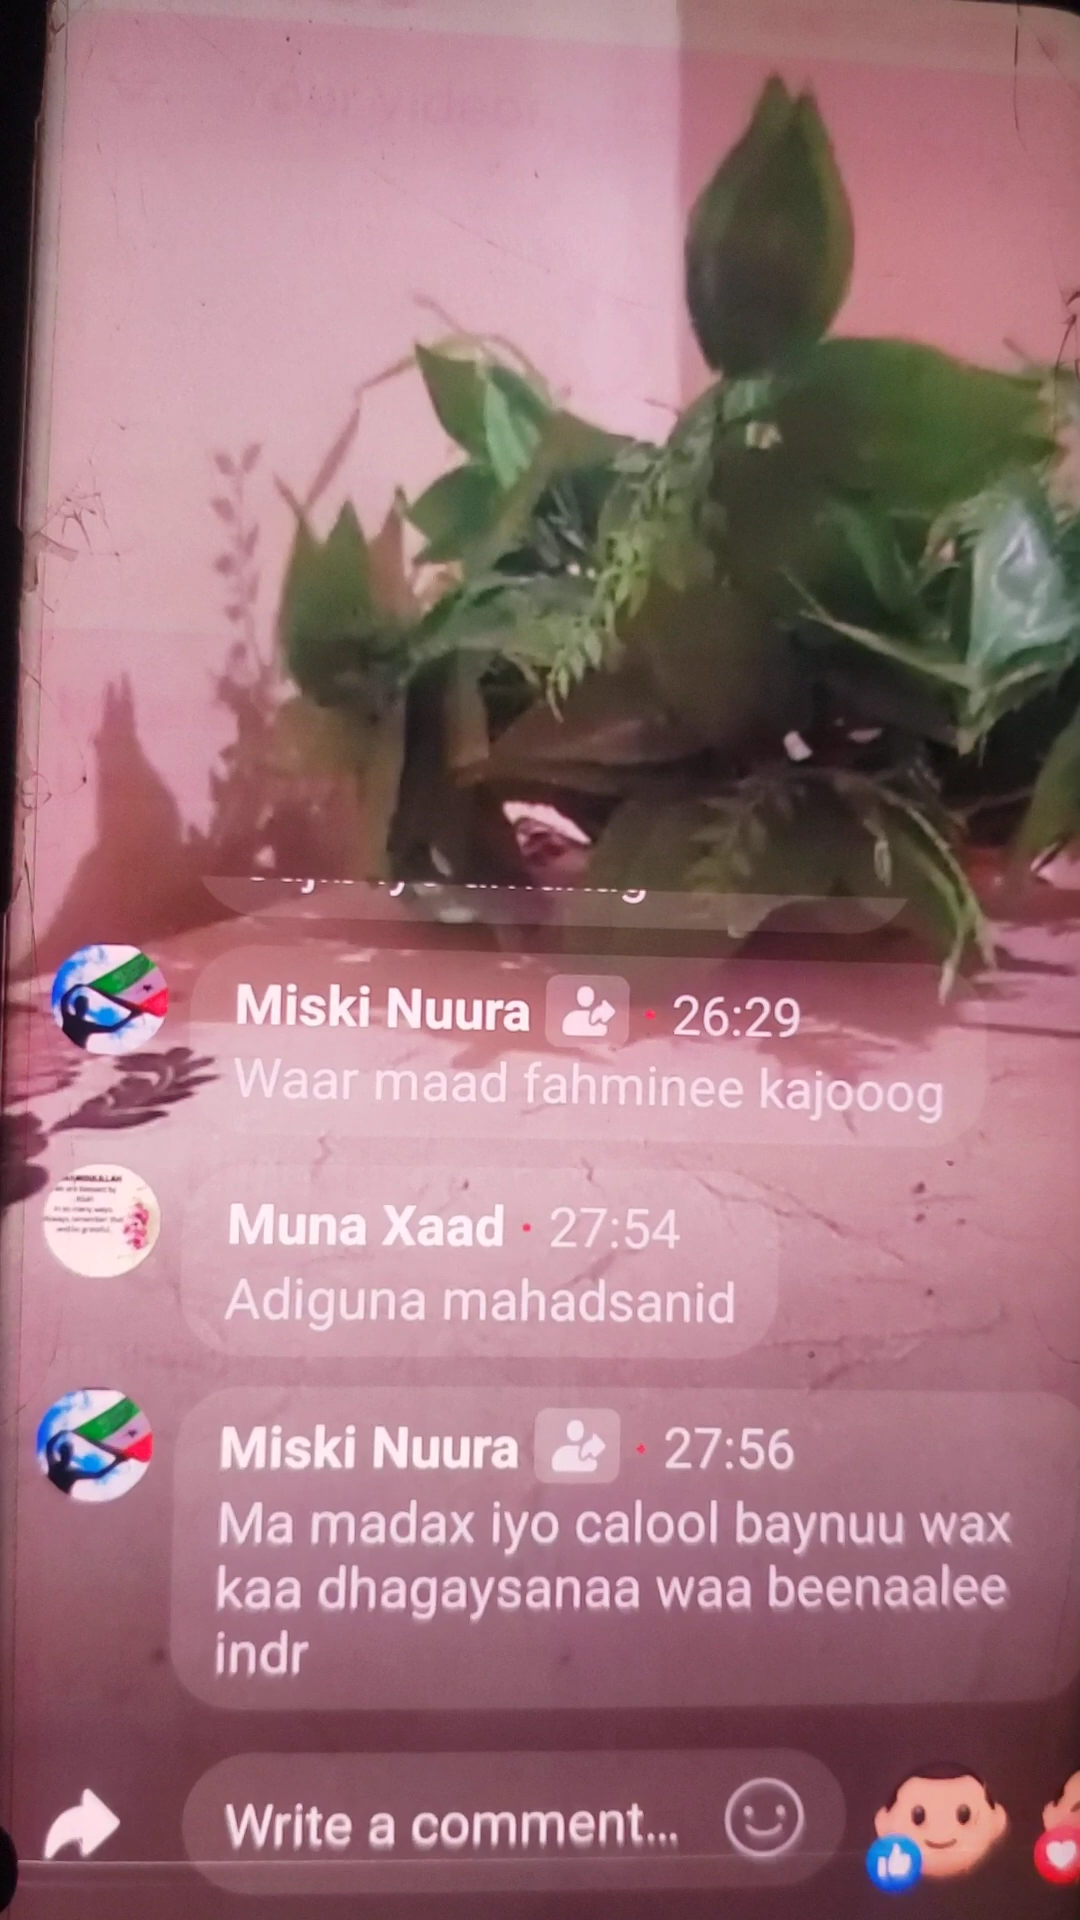 Miski Nuura · 26:29
Waar maad fahminee kajooog
Muna Xaad · 27:54
Adiguna mahadsanid
Miski Nuura · 27:56
Ma madax iyo calool baynuu wax
kaa dhagaysanaa waa beenaalee
indr
Write a comment...